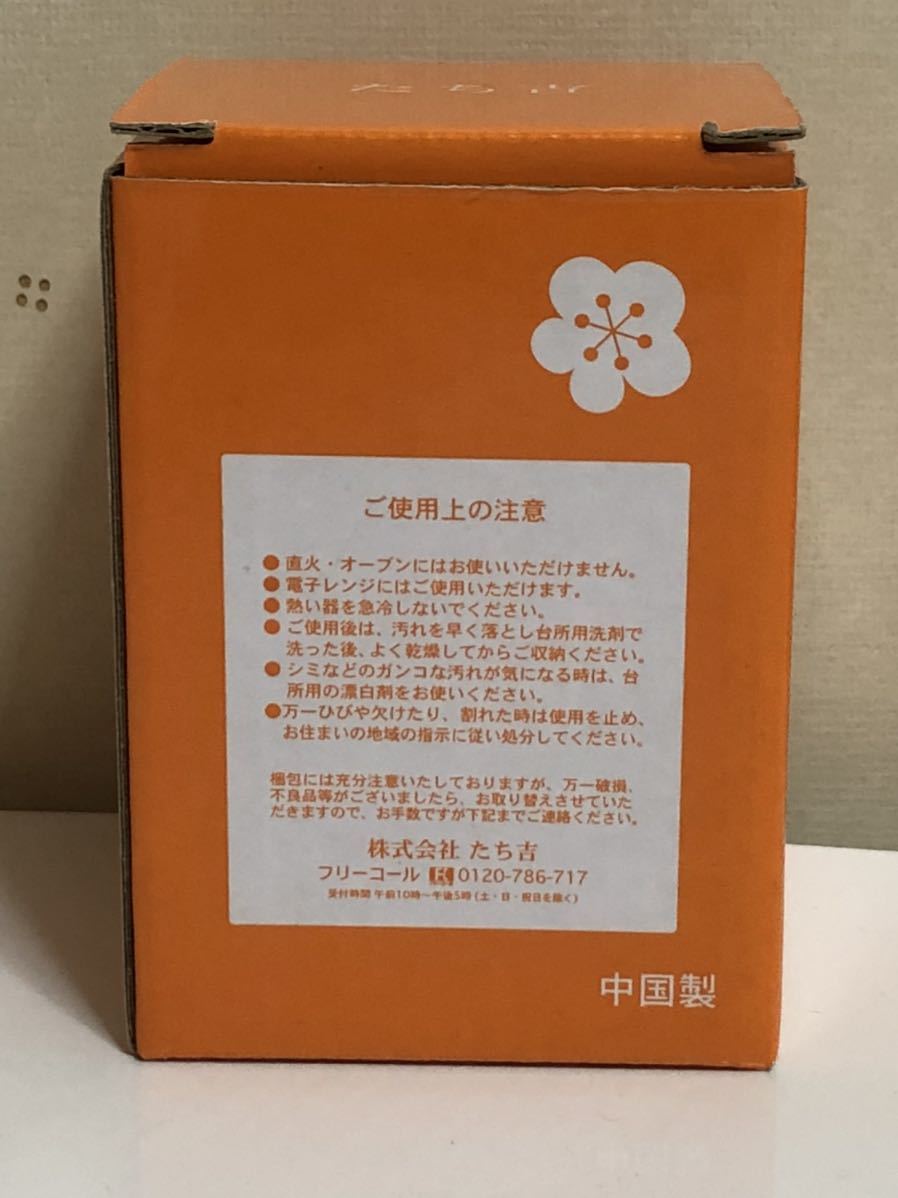 たち吉
ご使用上の注意
● 直火・オーブンにはお使いいただけません。
● 電子レンジにはご使用いただけます。
● 熱い器を急冷しないでください。
● ご使用後は、汚れを早く落とし台所用洗剤で
洗った後、よく乾燥してからご収納ください。
● シミなどのガンコな汚れが気になる時は、台
所用の漂白剤をお使いください。
●万一ひびや欠けたり、割れた時は使用を止め、
お住まいの地域の指示に従い処分してください。
梱包には充分注意いたしておりますが、万一破損、
不良品等がございましたら、お取り替えさせていた
だきますので、お手数ですが下記までご連絡ください。
株式会社 たち吉
フリーコール 0120-786-717
受付時間 午前10時～午後5時 (土・日・祝日を除く)
中国製